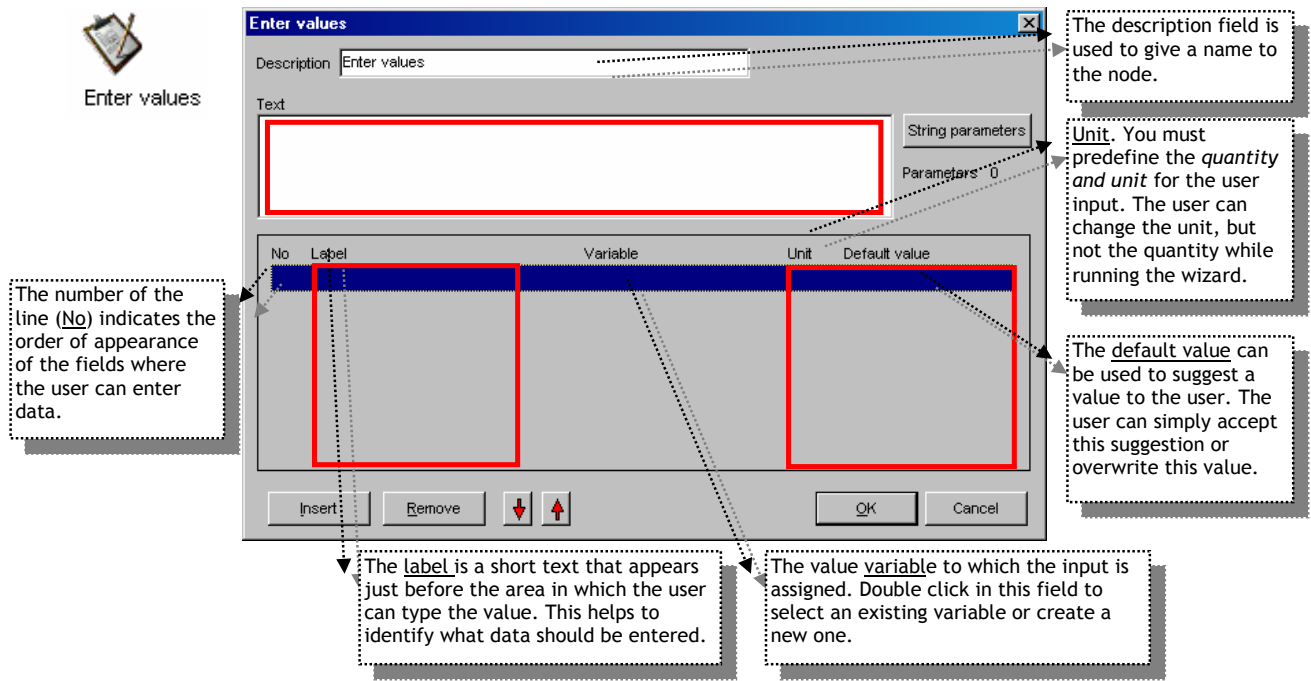 Enter values
Enter values
Description Enter values
Text
String parameters
Parameters 0
No Label Variable Unit Default value
Insert Remove OK Cancel
The description field is
used to give a name to
the node.
Unit. You must
predefine the quantity
and unit for the user
input. The user can
change the unit, but
not the quantity while
running the wizard.
The number of the
line (No) indicates the
order of appearance
of the fields where
the user can enter
data.
The default value can
be used to suggest a
value to the user. The
user can simply accept
this suggestion or
overwrite this value.
The label is a short text that appears
just before the area in which the user
can type the value. This helps to
identify what data should be entered.
The value variable to which the input is
assigned. Double click in this field to
select an existing variable or create a
new one.